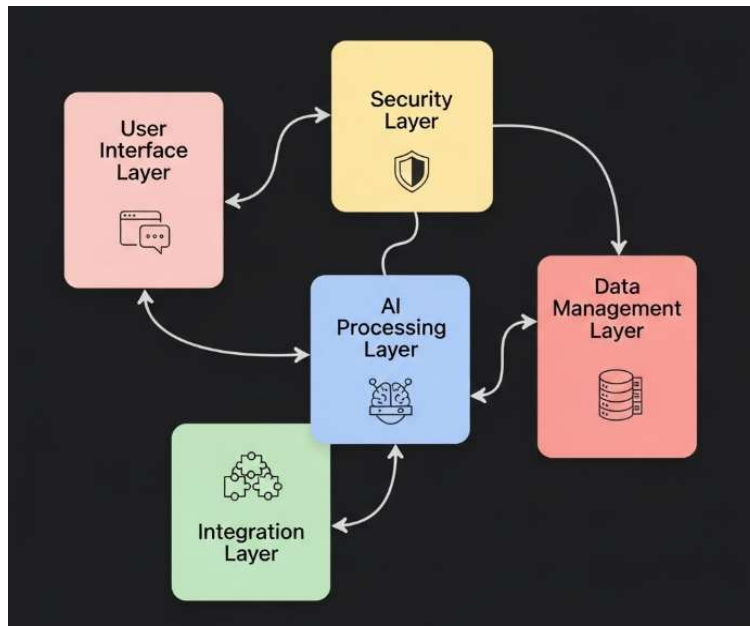 User
Interface
Layer
Security
Layer
AI
Processing
Layer
Data
Management
Layer
Integration
Layer